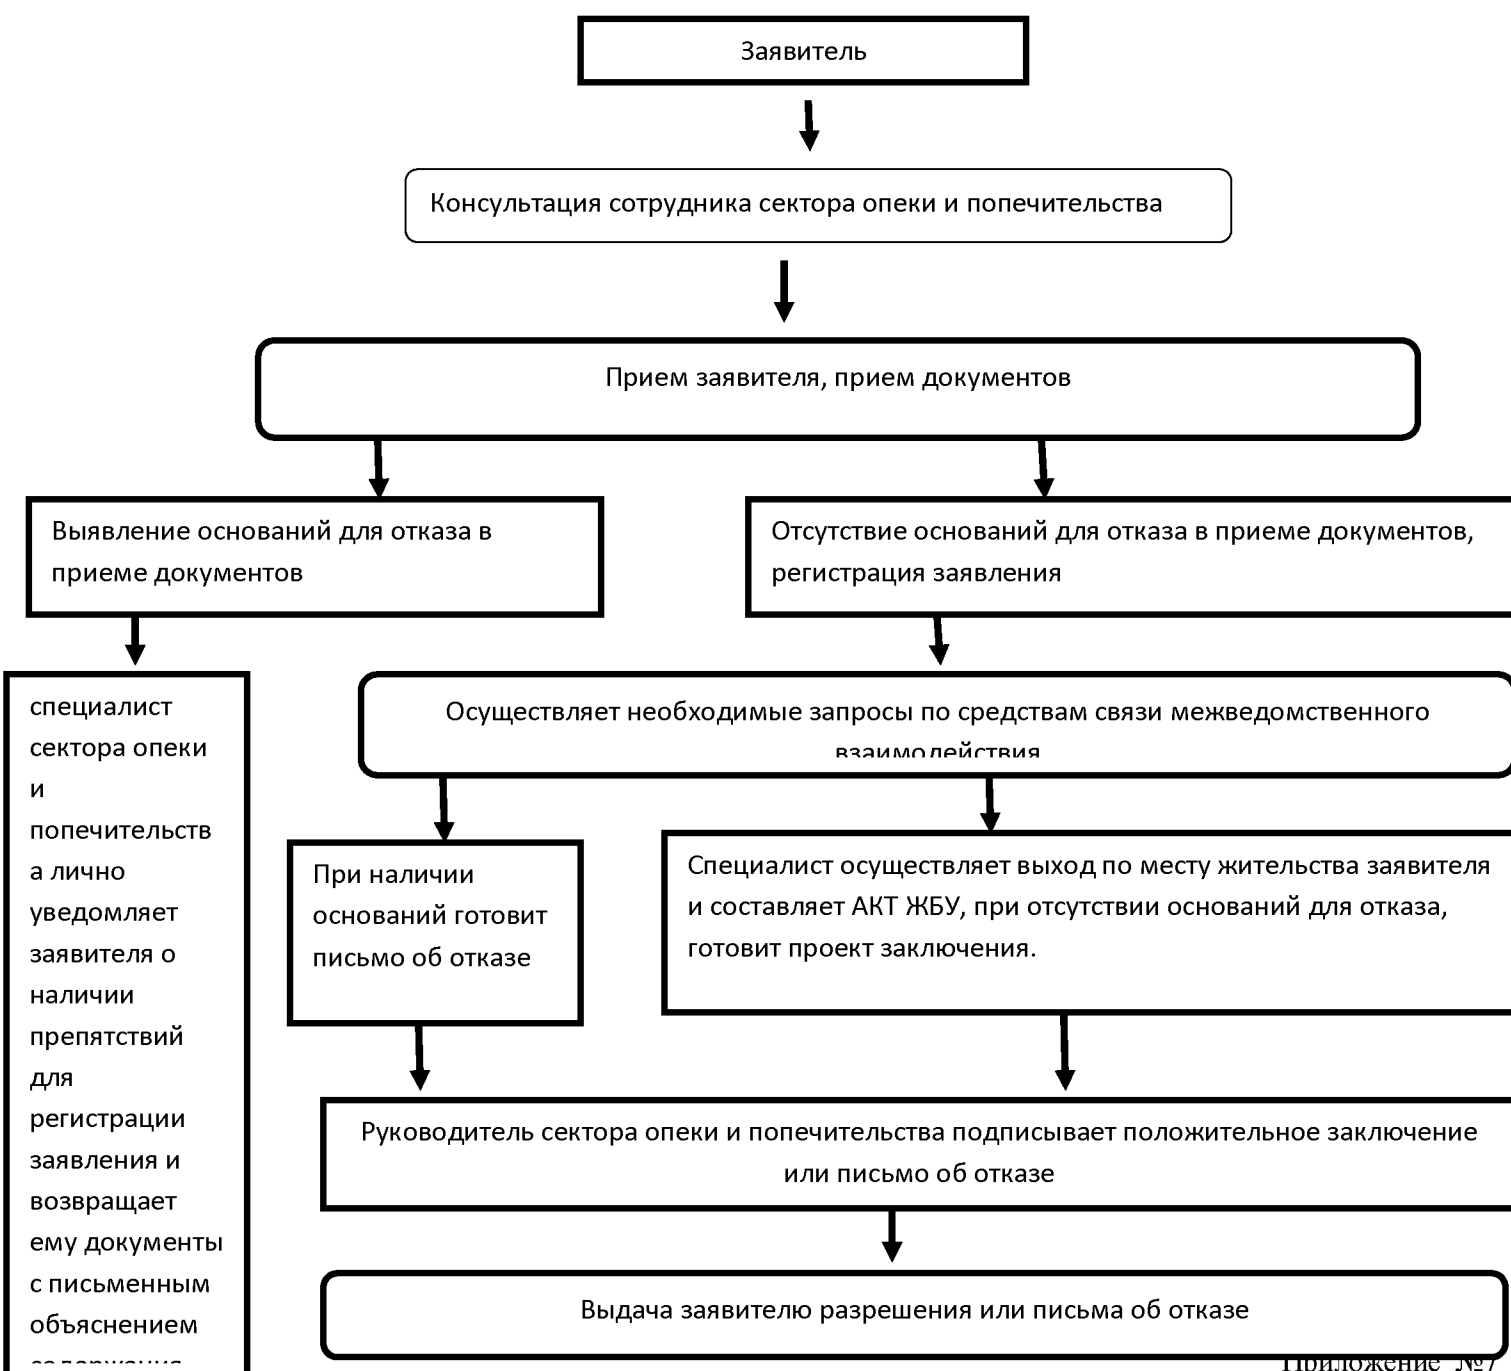 Заявитель
Консультация сотрудника сектора опеки и попечительства
Прием заявителя, прием документов
Выявление оснований для отказа в
приеме документов
Отсутствие оснований для отказа в приеме документов,
регистрация заявления
специалист
сектора опеки
и
попечительств
а лично
уведомляет
заявителя о
наличии
препятствий
для
регистрации
заявления и
возвращает
ему документы
с письменным
объяснением
Осуществляет необходимые запросы по средствам связи межведомственного
взаимодействия
При наличии
оснований готовит
письмо об отказе
Специалист осуществляет выход по месту жительства заявителя
и составляет АКТ ЖБУ, при отсутствии оснований для отказа,
готовит проект заключения.
Руководитель сектора опеки и попечительства подписывает положительное заключение
или письмо об отказе
Выдача заявителю разрешения или письма об отказе
Приложение №7